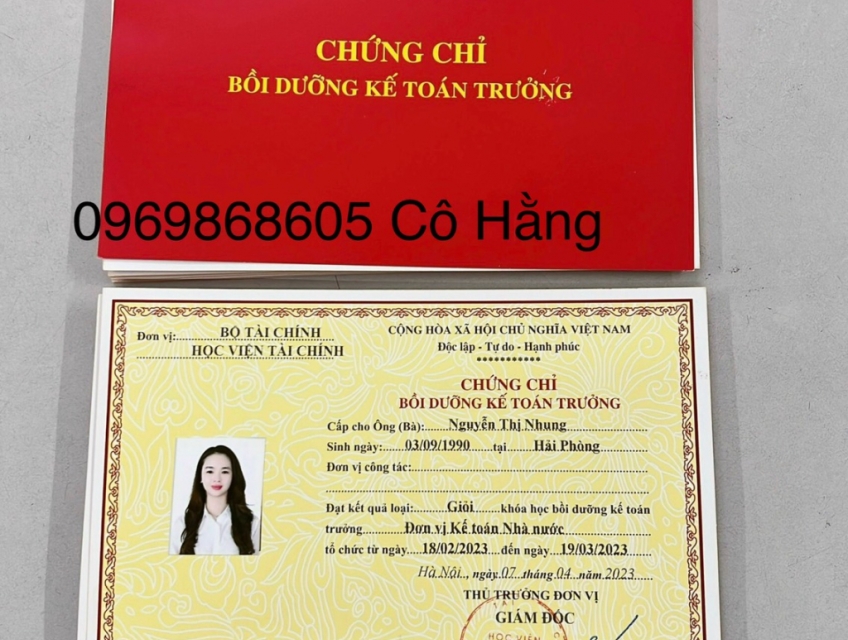 CHỨNG CHỈ
BỒI DƯỠNG KẾ TOÁN TRƯỞNG
0969868605 Cô Hằng
Đơn vị: BỘ TÀI CHÍNH
HỌC VIỆN TÀI CHÍNH
CỘNG HÒA XÃ HỘI CHỦ NGHĨA VIỆT NAM
Độc lập - Tự do - Hạnh phúc
CHỨNG CHỈ
BỒI DƯỠNG KẾ TOÁN TRƯỞNG
Cấp cho Ông (Bà): Nguyễn Thị Nhung
Sinh ngày: 03/09/1990 tại Hải Phòng
Đơn vị công tác:
Đạt kết quả loại: Giỏi khóa học bồi dưỡng kế toán
trưởng Đơn vị Kế toán Nhà nước
tổ chức từ ngày 18/02/2023 đến ngày 19/03/2023
Hà Nội, ngày 07 tháng 04 năm 2023
THỦ TRƯỞNG ĐƠN VỊ
GIÁM ĐỐC
HỌC VIỆN